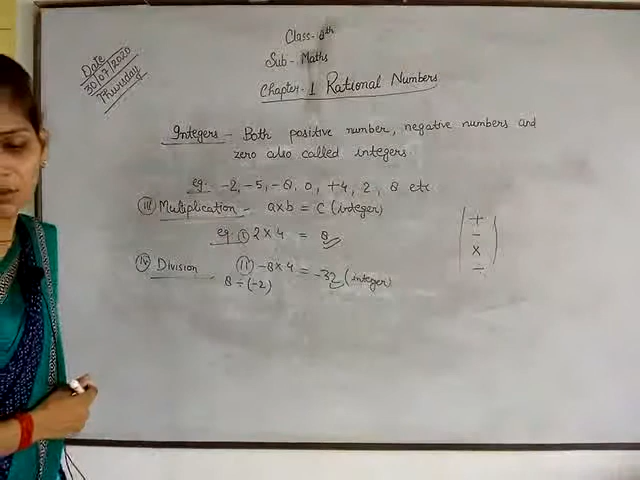 Date
30/07/2020
Thursday
Class-8th
Sub- Maths
Chapter-1 Rational Numbers
Integers - Both positive number, negative numbers and
zero also called integers.
eg: -2, -5, -8, 0, +4, 2, 8 etc
(III) Multiplication - a×b = c (integer)
eg: (i) 2×4 = 8
(IV) Division (II) -8×4 = -32 (integer)
8 ÷ (-2)
+
-
×
÷